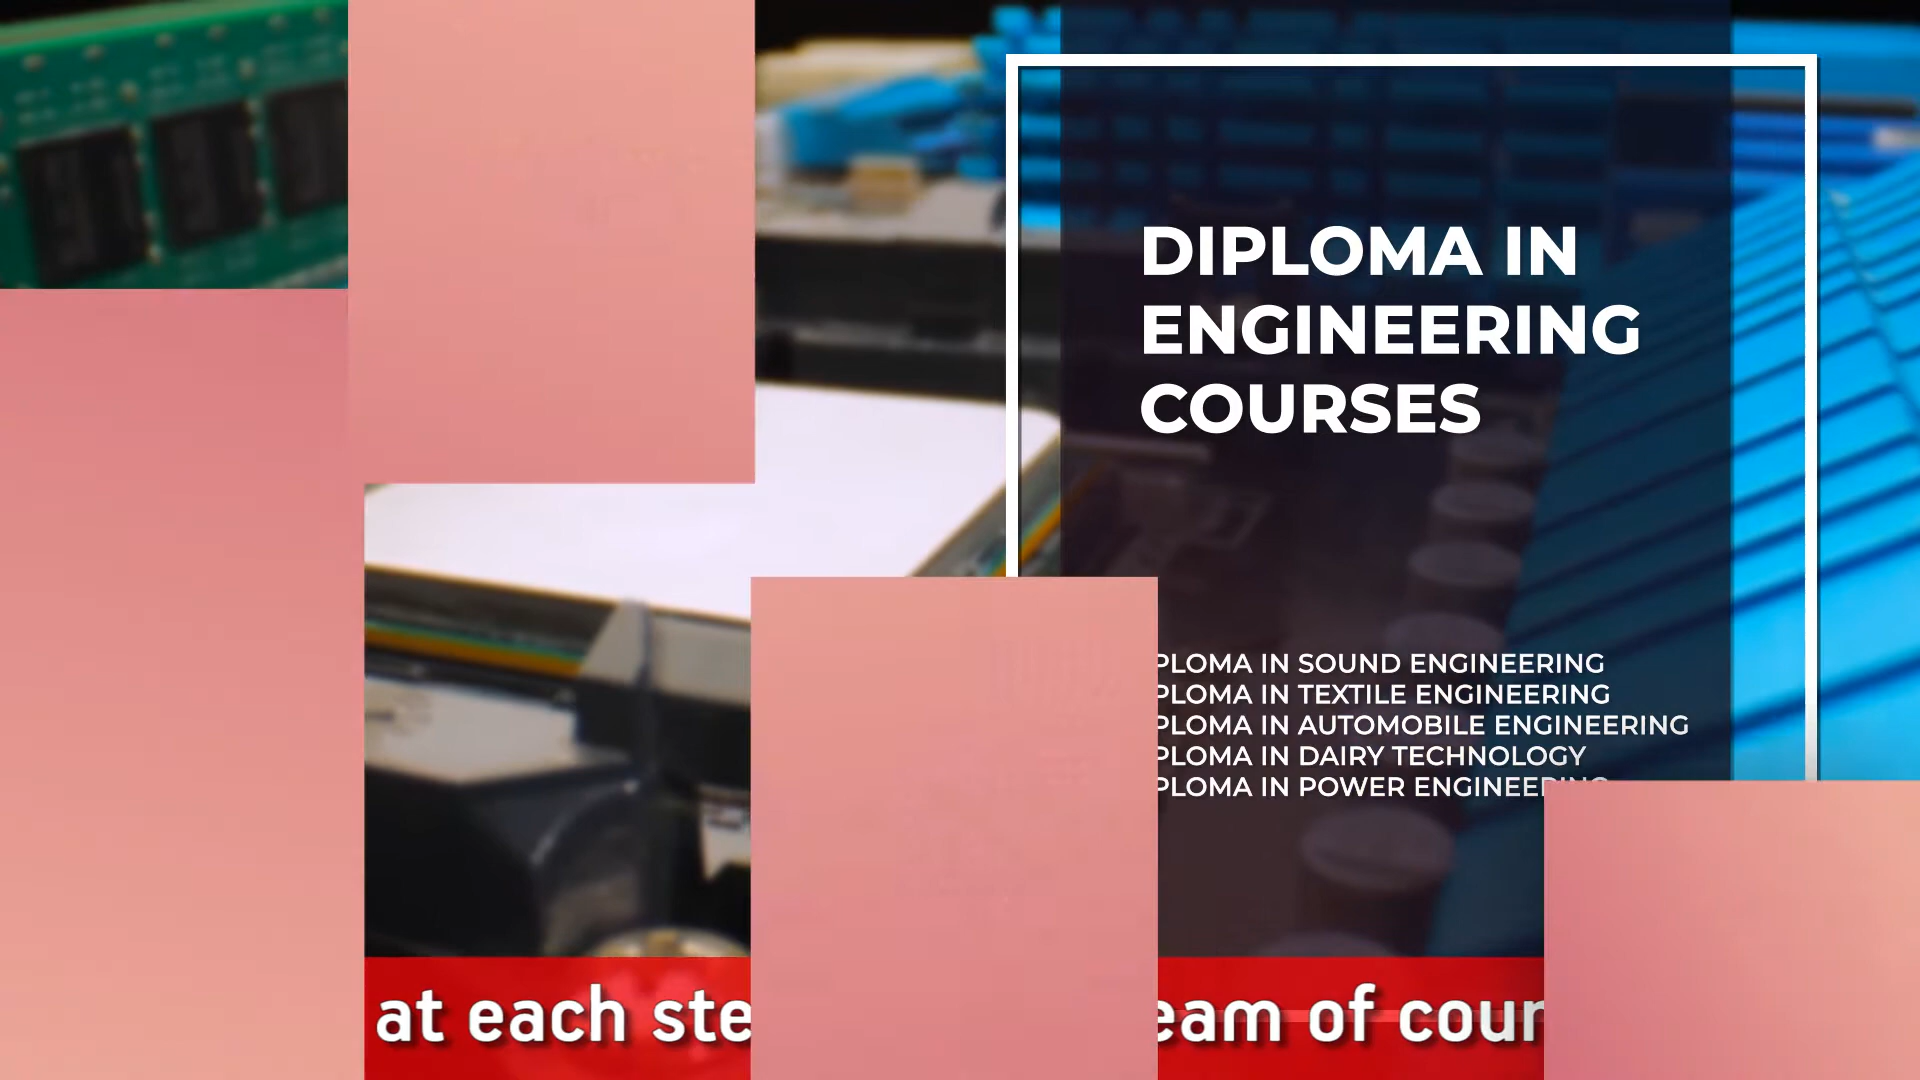 DIPLOMA IN
ENGINEERING
COURSES
PLOMA IN SOUND ENGINEERING
PLOMA IN TEXTILE ENGINEERING
PLOMA IN AUTOMOBILE ENGINEERING
PLOMA IN DAIRY TECHNOLOGY
PLOMA IN POWER ENGINEERING
at each ste eam of cour